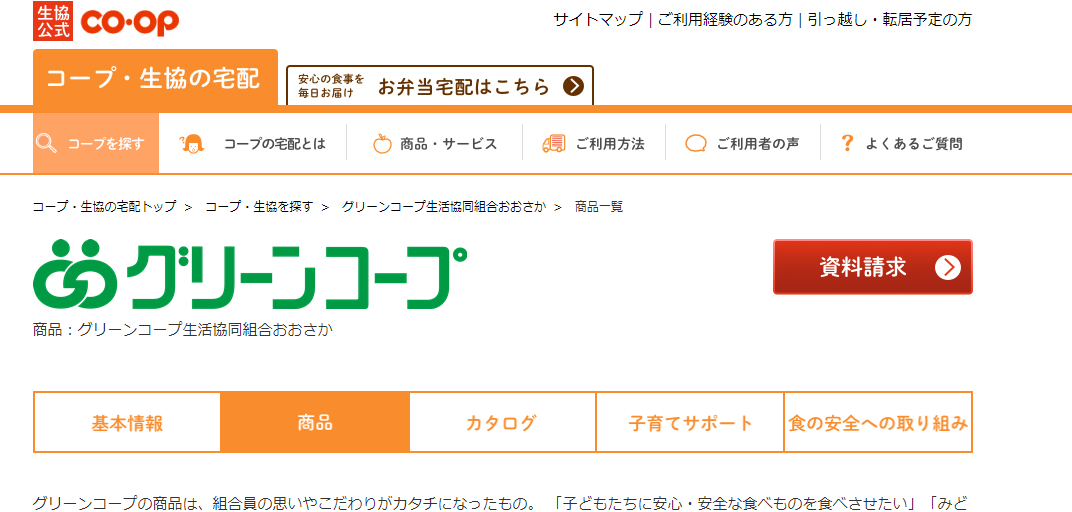 生協公式 co·op
サイトマップ | ご利用経験のある方 | 引っ越し・転居予定の方
コープ・生協の宅配
安心の食事を
毎日お届け
お弁当宅配はこちら
コープを探す
コープの宅配とは
商品・サービス
ご利用方法
ご利用者の声
? よくあるご質問
コープ・生協の宅配トップ > コープ・生協を探す > グリーンコープ生活協同組合おおさか > 商品一覧
グリーンコープ
資料請求
商品：グリーンコープ生活協同組合おおさか
基本情報
商品
カタログ
子育てサポート
食の安全への取り組み
グリーンコープの商品は、組合員の思いやこだわりがカタチになったもの。 「子どもたちに安心・安全な食べものを食べさせたい」「みど